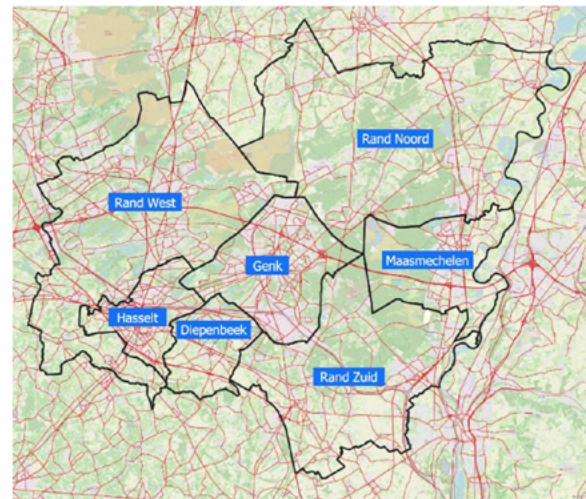 Rand Noord
Rand West
Genk
Maasmechelen
Hasselt
Diepenbeek
Rand Zuid